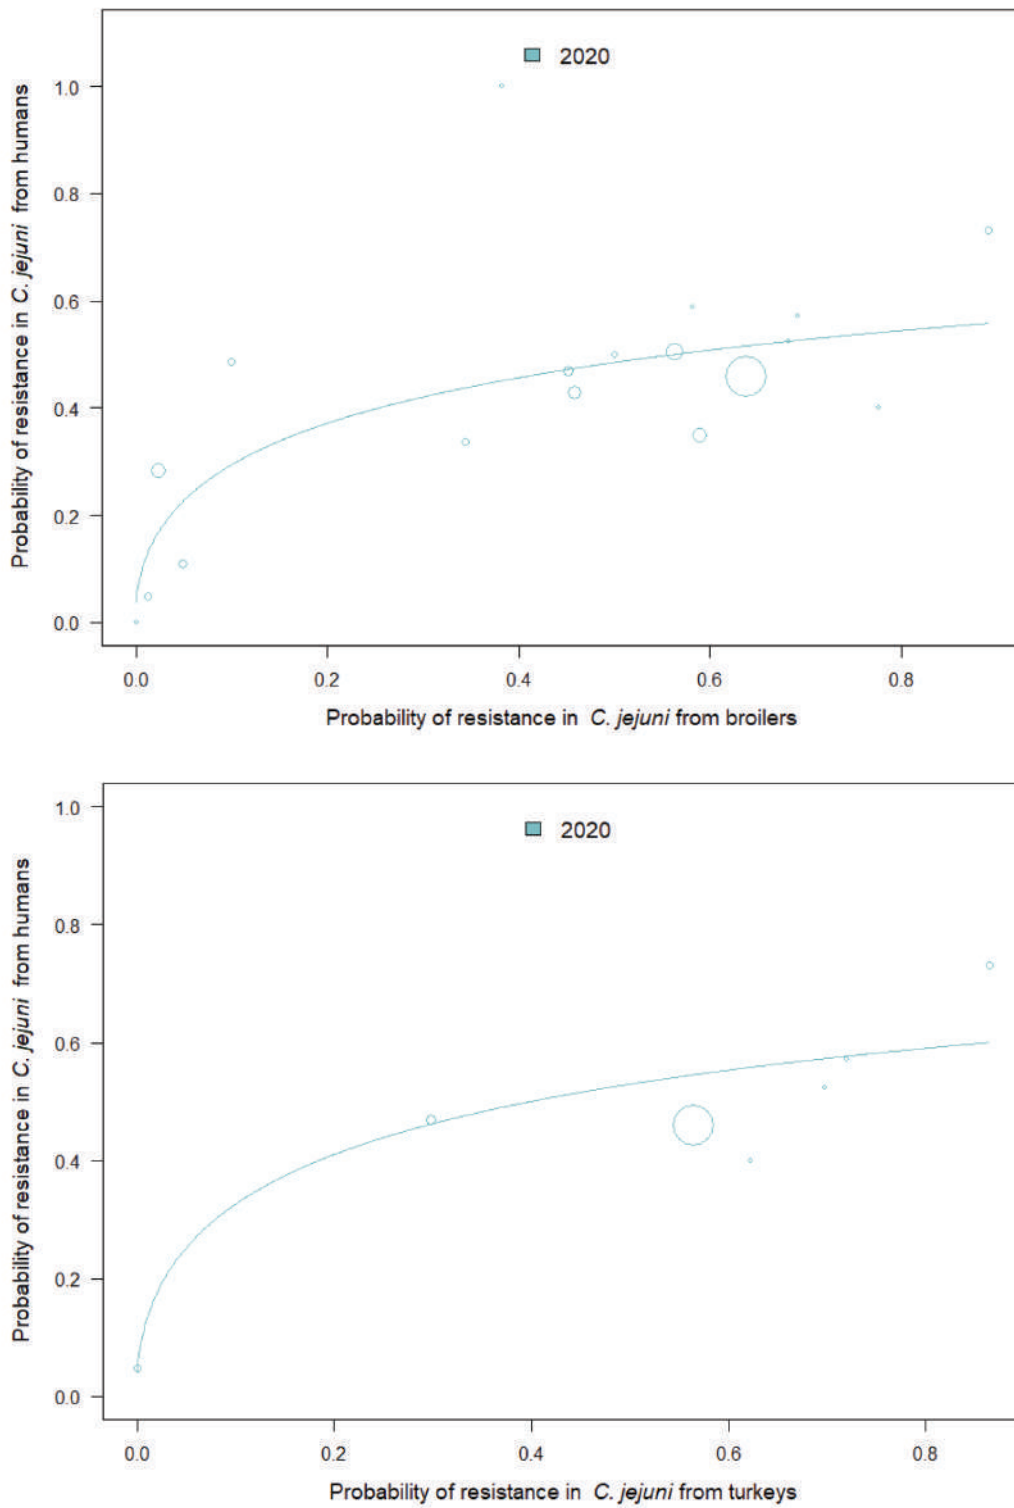 2020
Probability of resistance in C. jejuni from humans
1.0
0.8
0.6
0.4
0.2
0.0
0.0 0.2 0.4 0.6 0.8
Probability of resistance in C. jejuni from broilers
2020
Probability of resistance in C. jejuni from humans
1.0
0.8
0.6
0.4
0.2
0.0
0.0 0.2 0.4 0.6 0.8
Probability of resistance in C. jejuni from turkeys